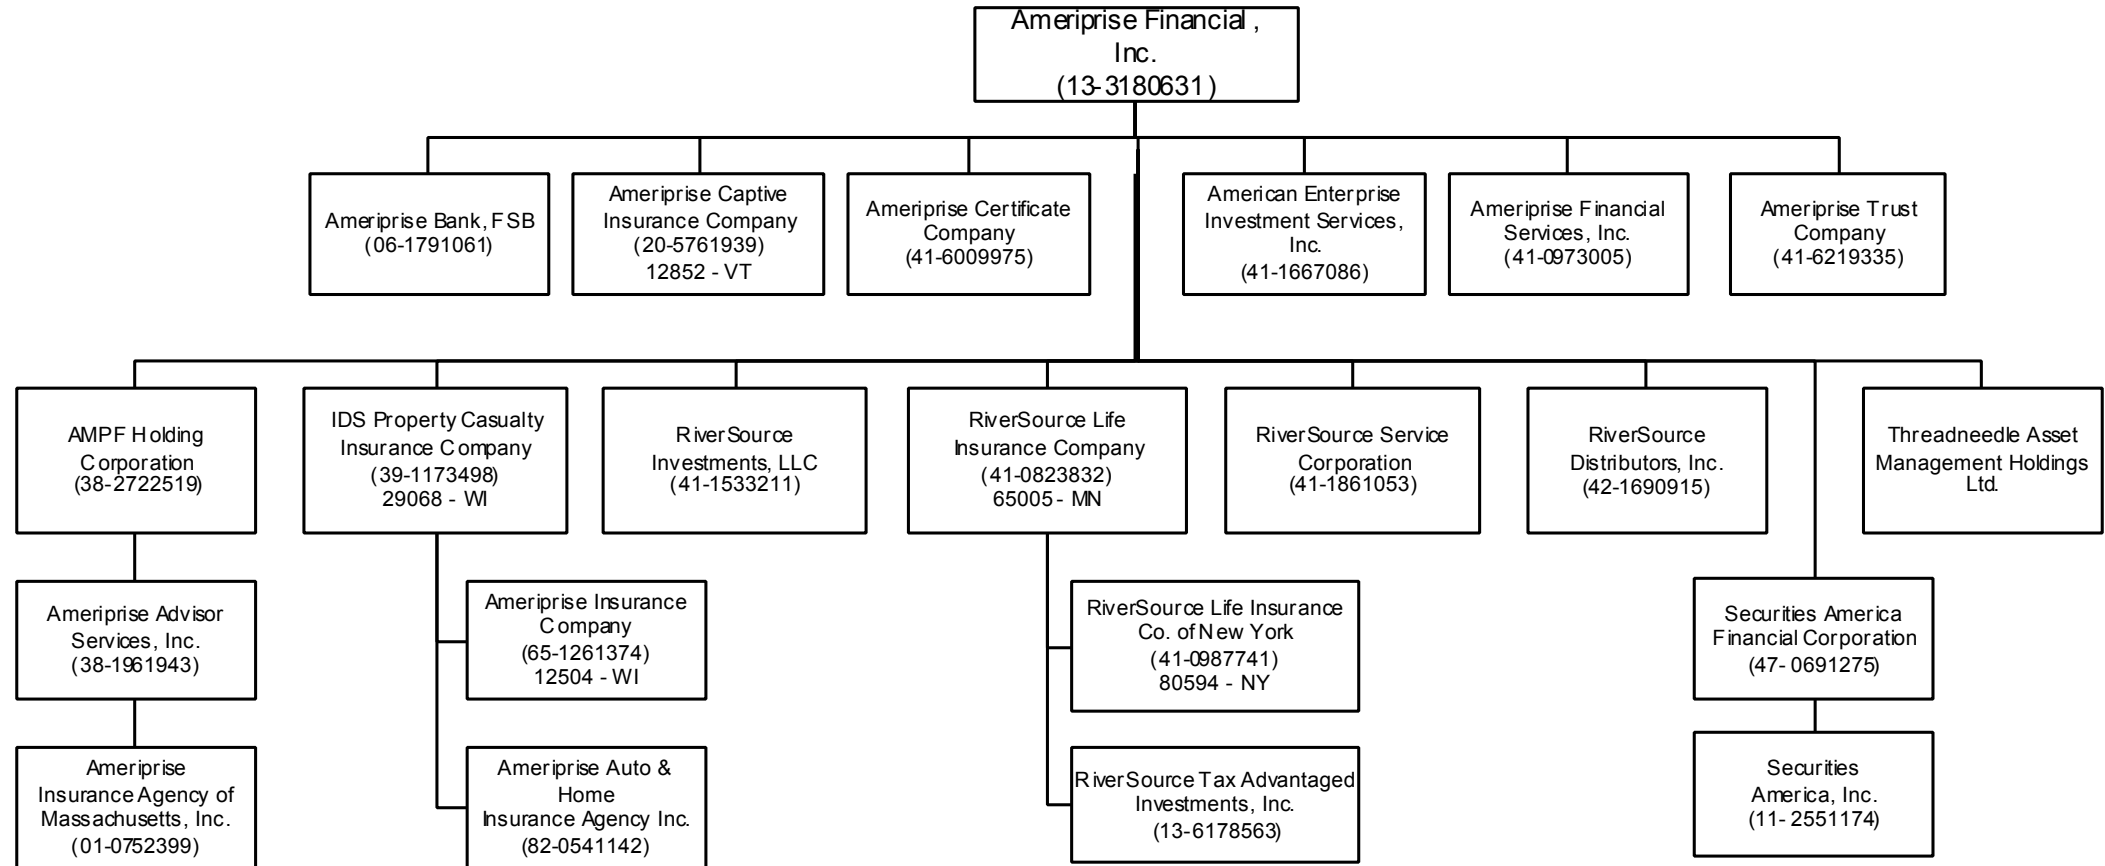 Ameriprise Financial,
Inc.
(13-3180631)
Ameriprise Bank, FSB
(06-1791061)
Ameriprise Captive
Insurance Company
(20-5761939)
12852 - VT
Ameriprise Certificate
Company
(41-6009975)
American Enterprise
Investment Services,
Inc.
(41-1667086)
Ameriprise Financial
Services, Inc.
(41-0973005)
Ameriprise Trust
Company
(41-6219335)
AMPF Holding
Corporation
(38-2722519)
IDS Property Casualty
Insurance Company
(39-1173498)
29068 - WI
RiverSource
Investments, LLC
(41-1533211)
RiverSource Life
Insurance Company
(41-0823832)
65005 - MN
RiverSource Service
Corporation
(41-1861053)
RiverSource
Distributors, Inc.
(42-1690915)
Threadneedle Asset
Management Holdings
Ltd.
Ameriprise Advisor
Services, Inc.
(38-1961943)
Ameriprise Insurance
Company
(65-1261374)
12504 - WI
RiverSource Life Insurance
Co. of New York
(41-0987741)
80594 - NY
Securities America
Financial Corporation
(47-0691275)
Ameriprise
Insurance Agency of
Massachusetts, Inc.
(01-0752399)
Ameriprise Auto &
Home
Insurance Agency Inc.
(82-0541142)
RiverSource Tax Advantaged
Investments, Inc.
(13-6178563)
Securities
America, Inc.
(11-2551174)